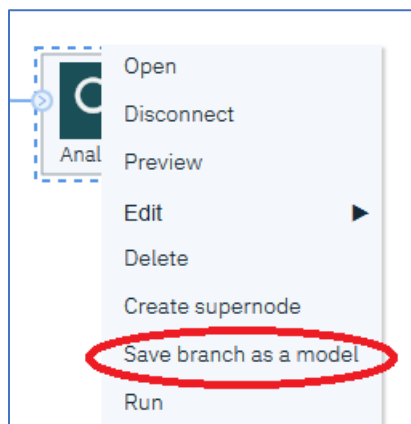 Open
Disconnect
Anal
Preview
Edit
Delete
Create supernode
Save branch as a model
Run